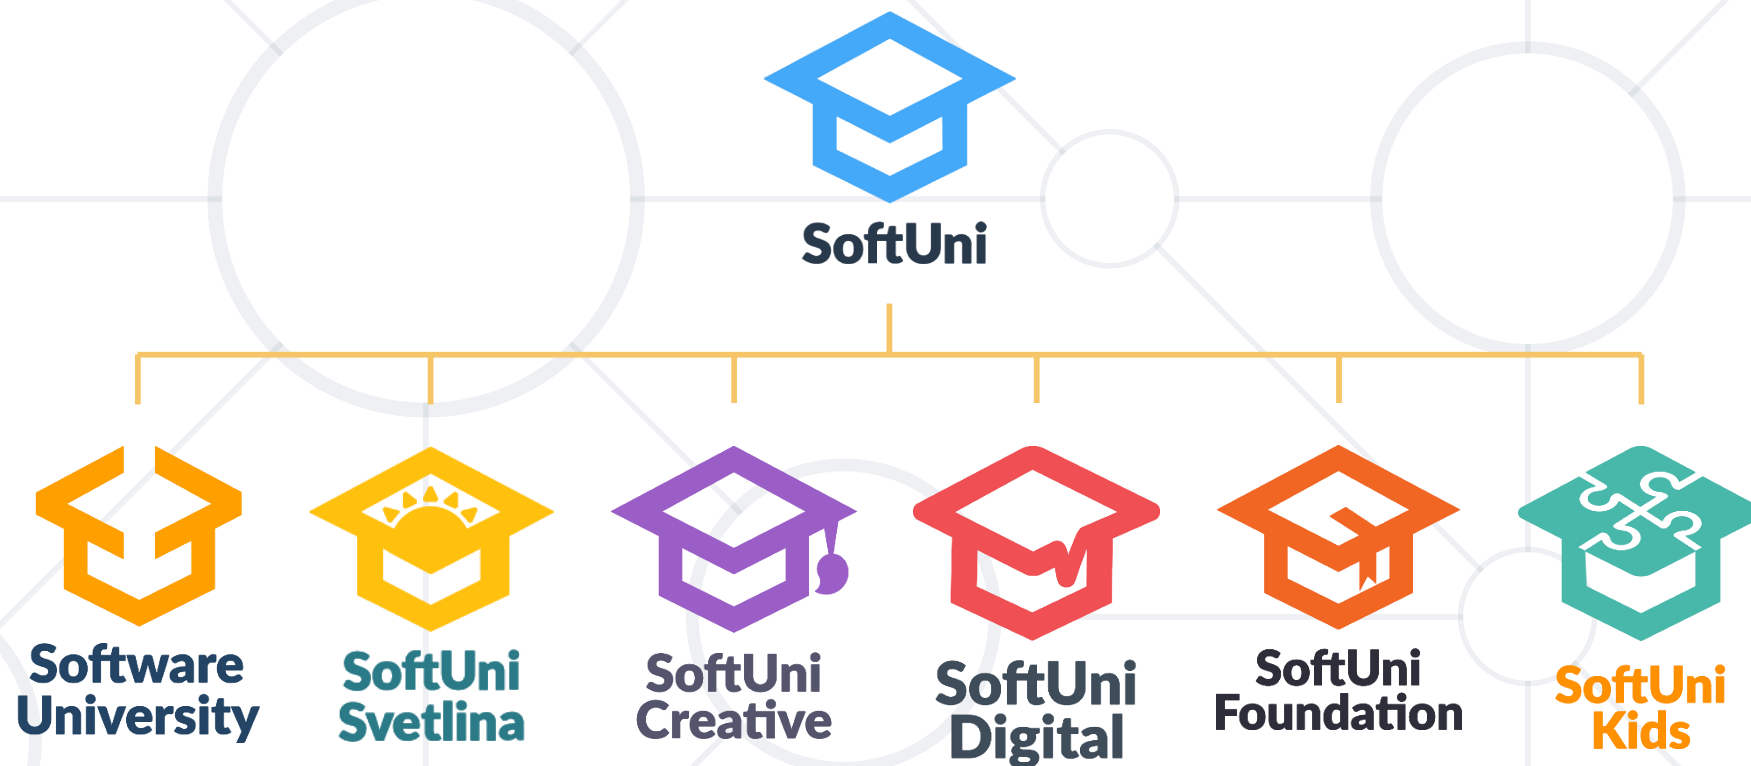 SoftUni
Software
University
SoftUni
Svetlina
SoftUni
Creative
SoftUni
Digital
SoftUni
Foundation
SoftUni
Kids